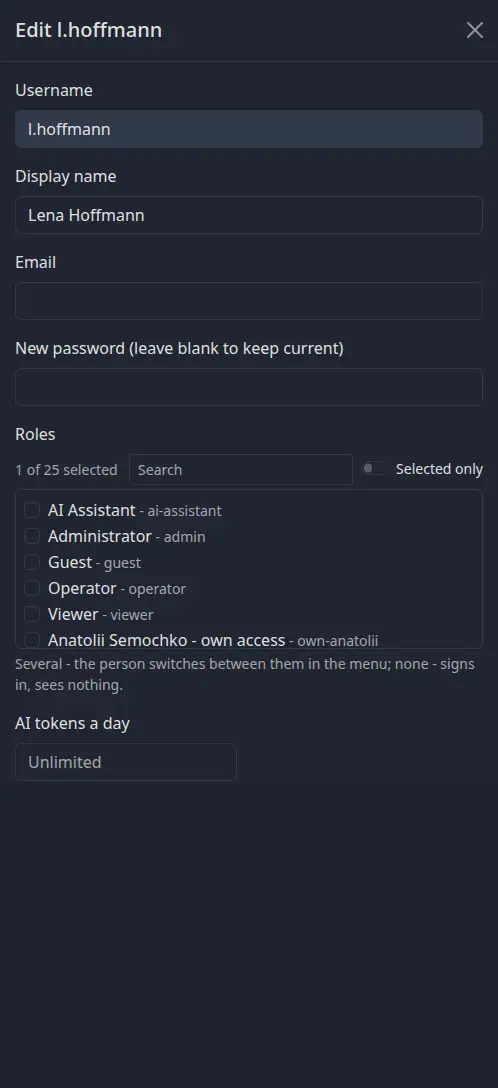 Edit l.hoffmann
Username
l.hoffmann
Display name
Lena Hoffmann
Email
New password (leave blank to keep current)
Roles
1 of 25 selected Search Selected only
AI Assistant - ai-assistant
Administrator - admin
Guest - guest
Operator - operator
Viewer - viewer
Anatolii Semochko - own access - own-anatolii
Several - the person switches between them in the menu; none - signs
in, sees nothing.
AI tokens a day
Unlimited